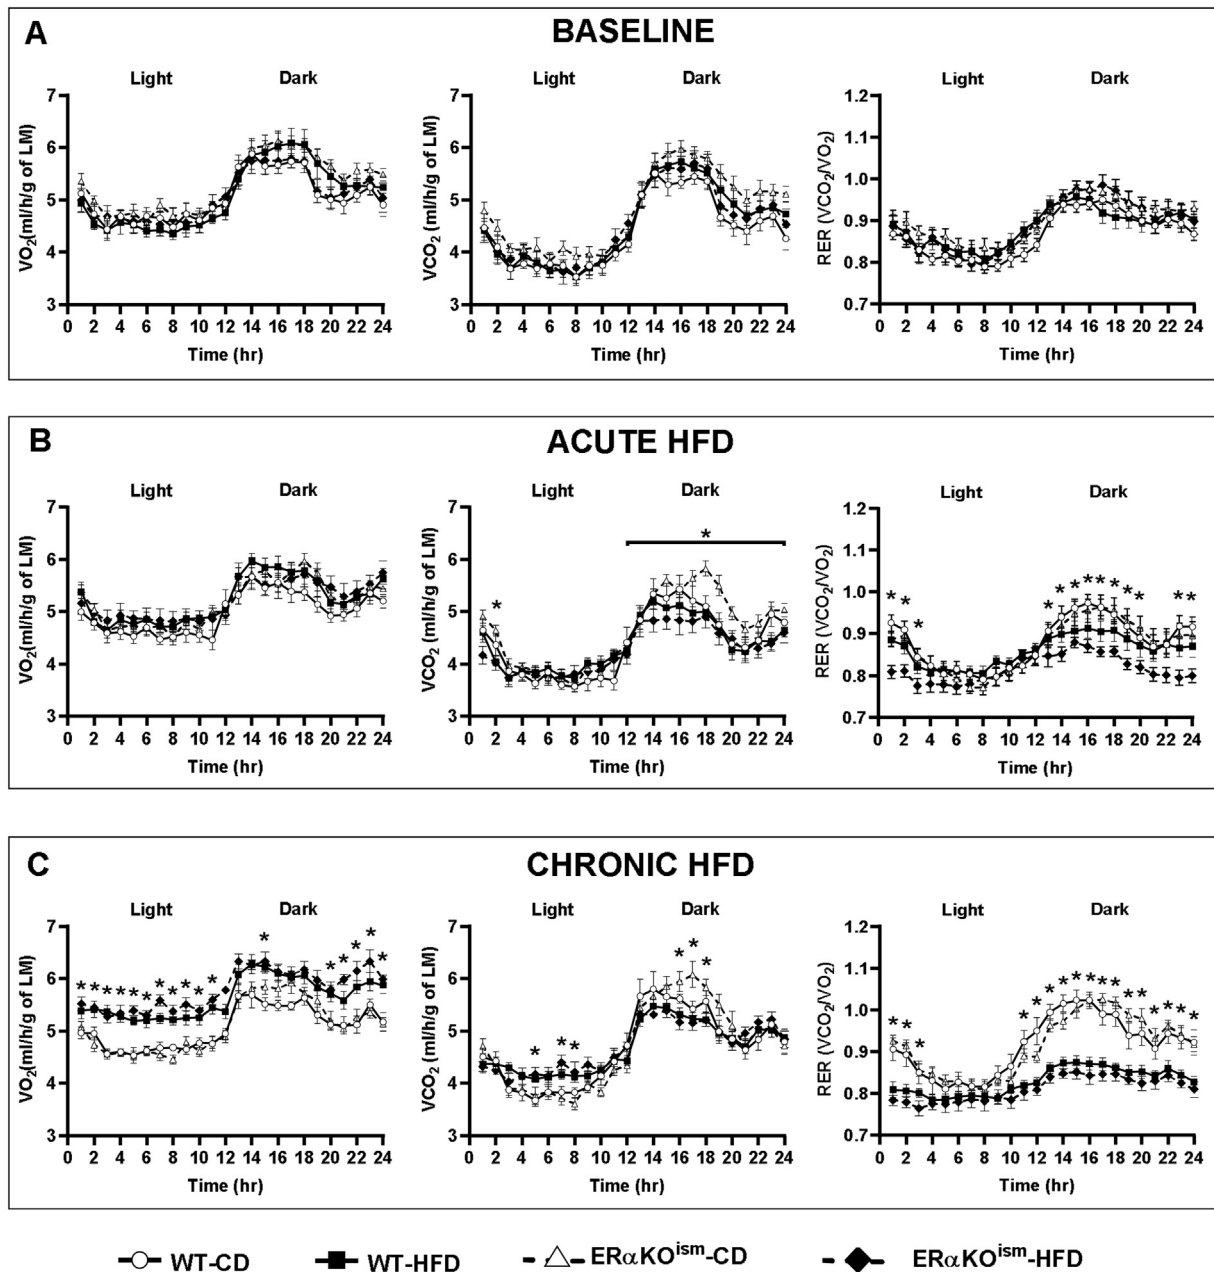 A
BASELINE
Light Dark
Light Dark
Light Dark
VO2(ml/h/g of LM)
7
6
5
4
3
0 2 4 6 8 10 12 14 16 18 20 22 24
Time (hr)
VCO2 (ml/h/g of LM)
7
6
5
4
3
0 2 4 6 8 10 12 14 16 18 20 22 24
Time (hr)
RER (VCO2/VO2)
1.2
1.1
1.0
0.9
0.8
0.7
0 2 4 6 8 10 12 14 16 18 20 22 24
Time (hr)
B
ACUTE HFD
Light Dark
Light Dark
Light Dark
VO2(ml/h/g of LM)
7
6
5
4
3
0 2 4 6 8 10 12 14 16 18 20 22 24
Time (hr)
VCO2 (ml/h/g of LM)
7
6
5
4
3
* *
0 2 4 6 8 10 12 14 16 18 20 22 24
Time (hr)
RER (VCO2/VO2)
1.2
1.1
1.0
0.9
0.8
0.7
* * * * * * * * * * * * *
0 2 4 6 8 10 12 14 16 18 20 22 24
Time (hr)
C
CHRONIC HFD
Light Dark
Light Dark
Light Dark
VO2(ml/h/g of LM)
7
6
5
4
3
* * * * * * * * * * * * * * * * *
0 2 4 6 8 10 12 14 16 18 20 22 24
Time (hr)
VCO2 (ml/h/g of LM)
7
6
5
4
3
* * * * * *
0 2 4 6 8 10 12 14 16 18 20 22 24
Time (hr)
RER (VCO2/VO2)
1.2
1.1
1.0
0.9
0.8
0.7
* * * * * * * * * * * * * * * * *
0 2 4 6 8 10 12 14 16 18 20 22 24
Time (hr)
WT-CD WT-HFD ERαKOism-CD ERαKOism-HFD